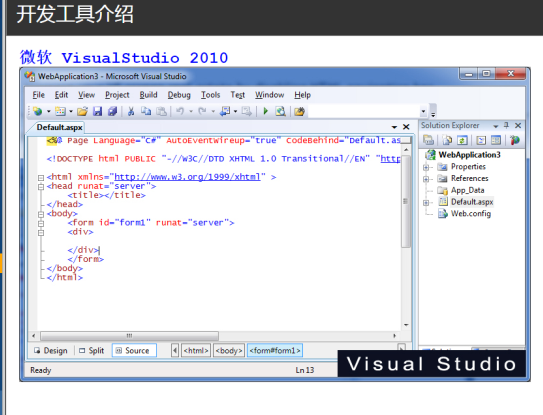 开发工具介绍
微软 VisualStudio 2010
WebApplication3 - Microsoft Visual Studio
File Edit View Project Build Debug Tools Test Window Help
Default.aspx
Solution Explorer
<%@ Page Language="C#" AutoEventWireup="true" CodeBehind="Default.as
<!DOCTYPE html PUBLIC "-//W3C//DTD XHTML 1.0 Transitional//EN" "http
<html xmlns="http://www.w3.org/1999/xhtml" >
<head runat="server">
<title></title>
</head>
<body>
<form id="form1" runat="server">
<div>
</div>
</form>
</body>
</html>
WebApplication3
Properties
References
App_Data
Default.aspx
Web.config
Design Split Source <html> <body> <form#form1>
Ready Ln 13
Visual Studio